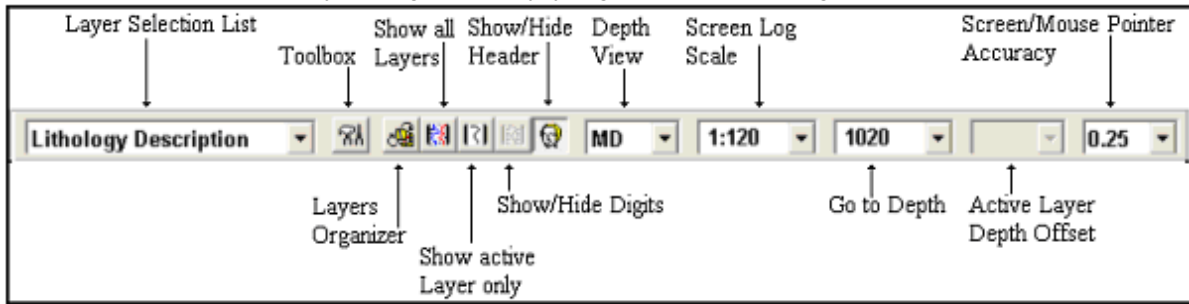 Layer Selection List
Toolbox
Show all
Layers
Show/Hide
Header
Depth
View
Screen Log
Scale
Screen/Mouse Pointer
Accuracy
Lithology Description
MD
1:120
1020
0.25
Layers
Organizer
Show active
Layer only
Show/Hide Digits
Go to Depth
Active Layer
Depth Offset